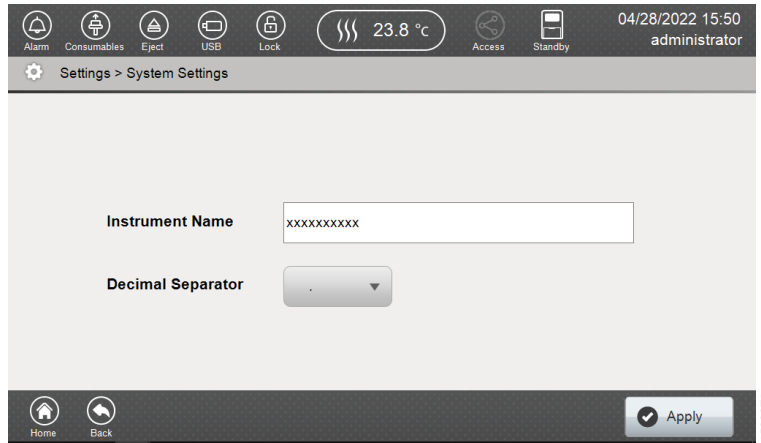 Alarm Consumables Eject USB Lock 23.8 °c Access Standby 04/28/2022 15:50
administrator
Settings > System Settings
Instrument Name xxxxxxxxxx
Decimal Separator .
Home Back Apply